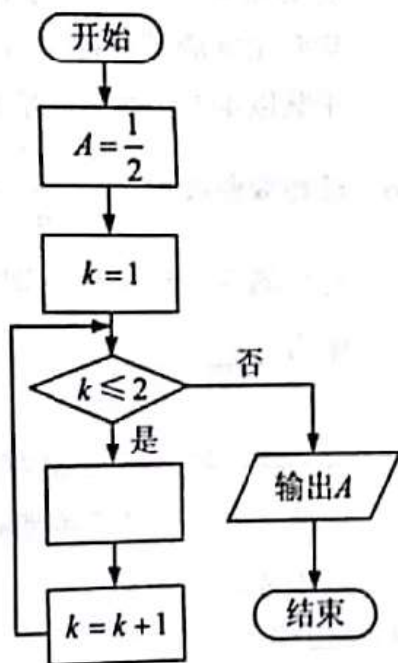 开始
A = 1/2
k = 1
k ≤ 2
否
是
输出A
k = k + 1
结束